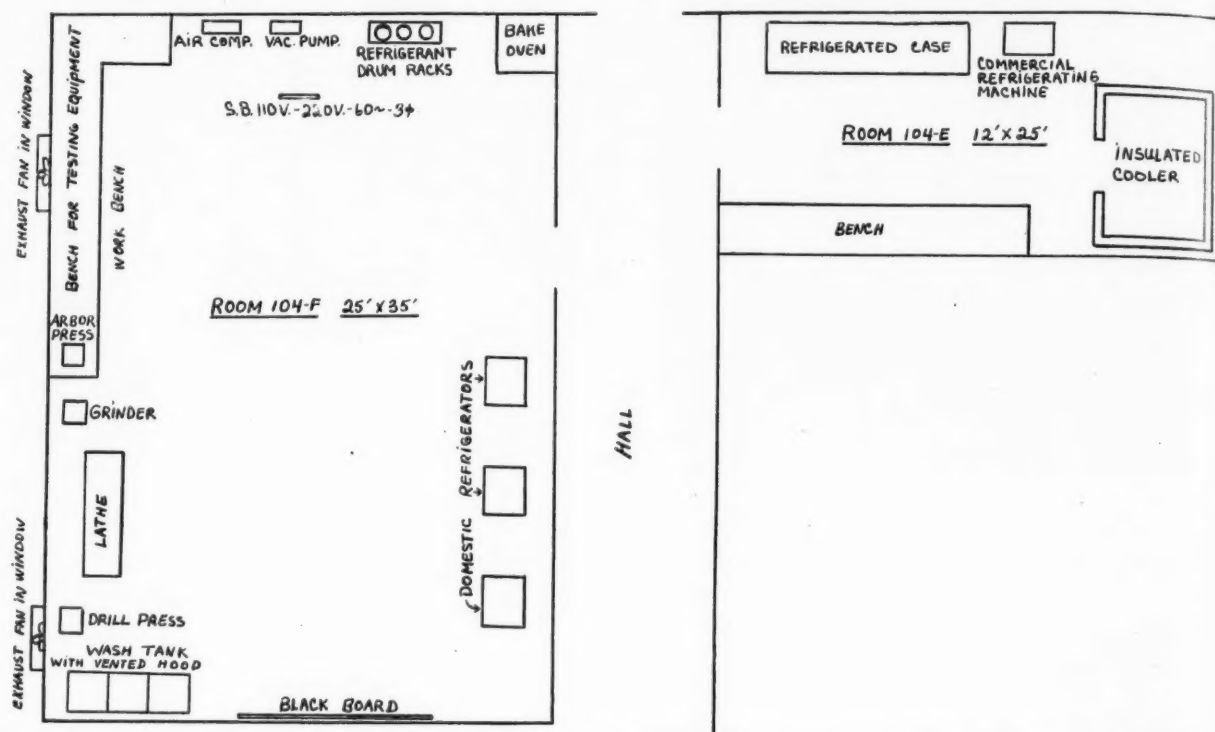 AIR COMP.
VAC. PUMP.
REFRIGERANT
DRUM RACKS
BAKE
OVEN
S.B. 110V.-220V.-60~-3φ
EXHAUST FAN IN WINDOW
BENCH FOR TESTING EQUIPMENT
WORK BENCH
ROOM 104-F 25'X35'
ARBOR
PRESS
GRINDER
LATHE
EXHAUST FAN IN WINDOW
DRILL PRESS
WASH TANK
WITH VENTED HOOD
BLACK BOARD
DOMESTIC REFRIGERATORS
HALL
REFRIGERATED CASE
COMMERCIAL
REFRIGERATING
MACHINE
ROOM 104-E 12'X25'
INSULATED
COOLER
BENCH